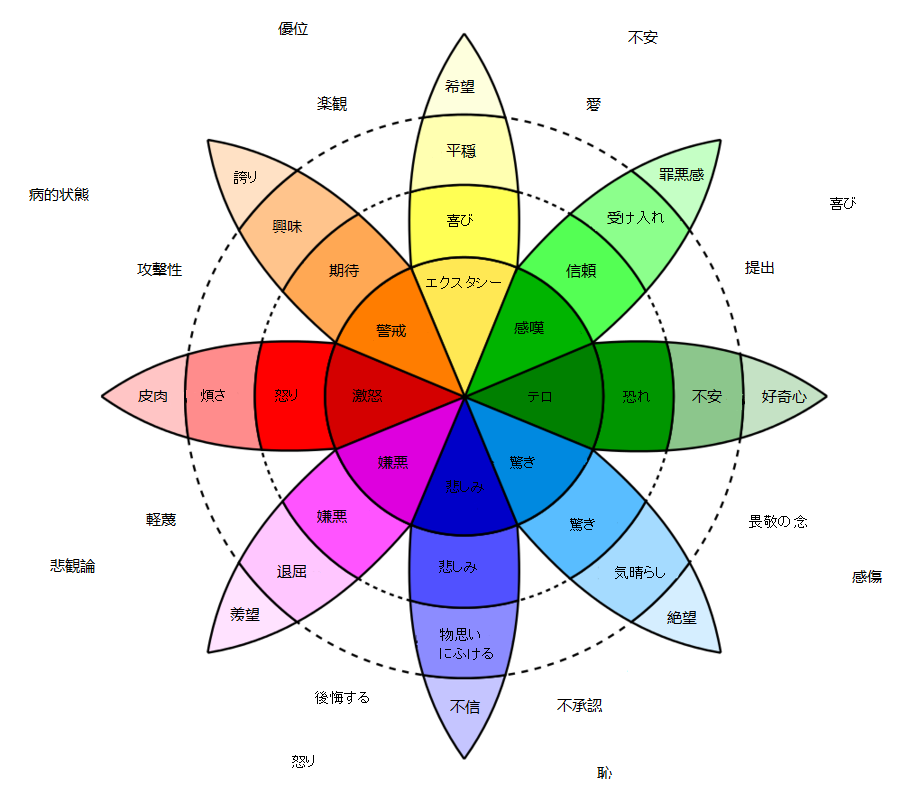 優位
不安
楽観
愛
希望
平穏
誇り
罪悪感
病的状態
喜び
興味
喜び
受け入れ
攻撃性
期待
信頼
提出
エクスタシー
警戒
感嘆
皮肉
煩さ
怒り
激怒
テロ
恐れ
不安
好奇心
嫌悪
悲しみ
驚き
軽蔑
嫌悪
驚き
畏敬の念
悲観論
退屈
悲しみ
気晴らし
感傷
羨望
物思い
にふける
絶望
後悔する
不信
不承認
怒り
恥